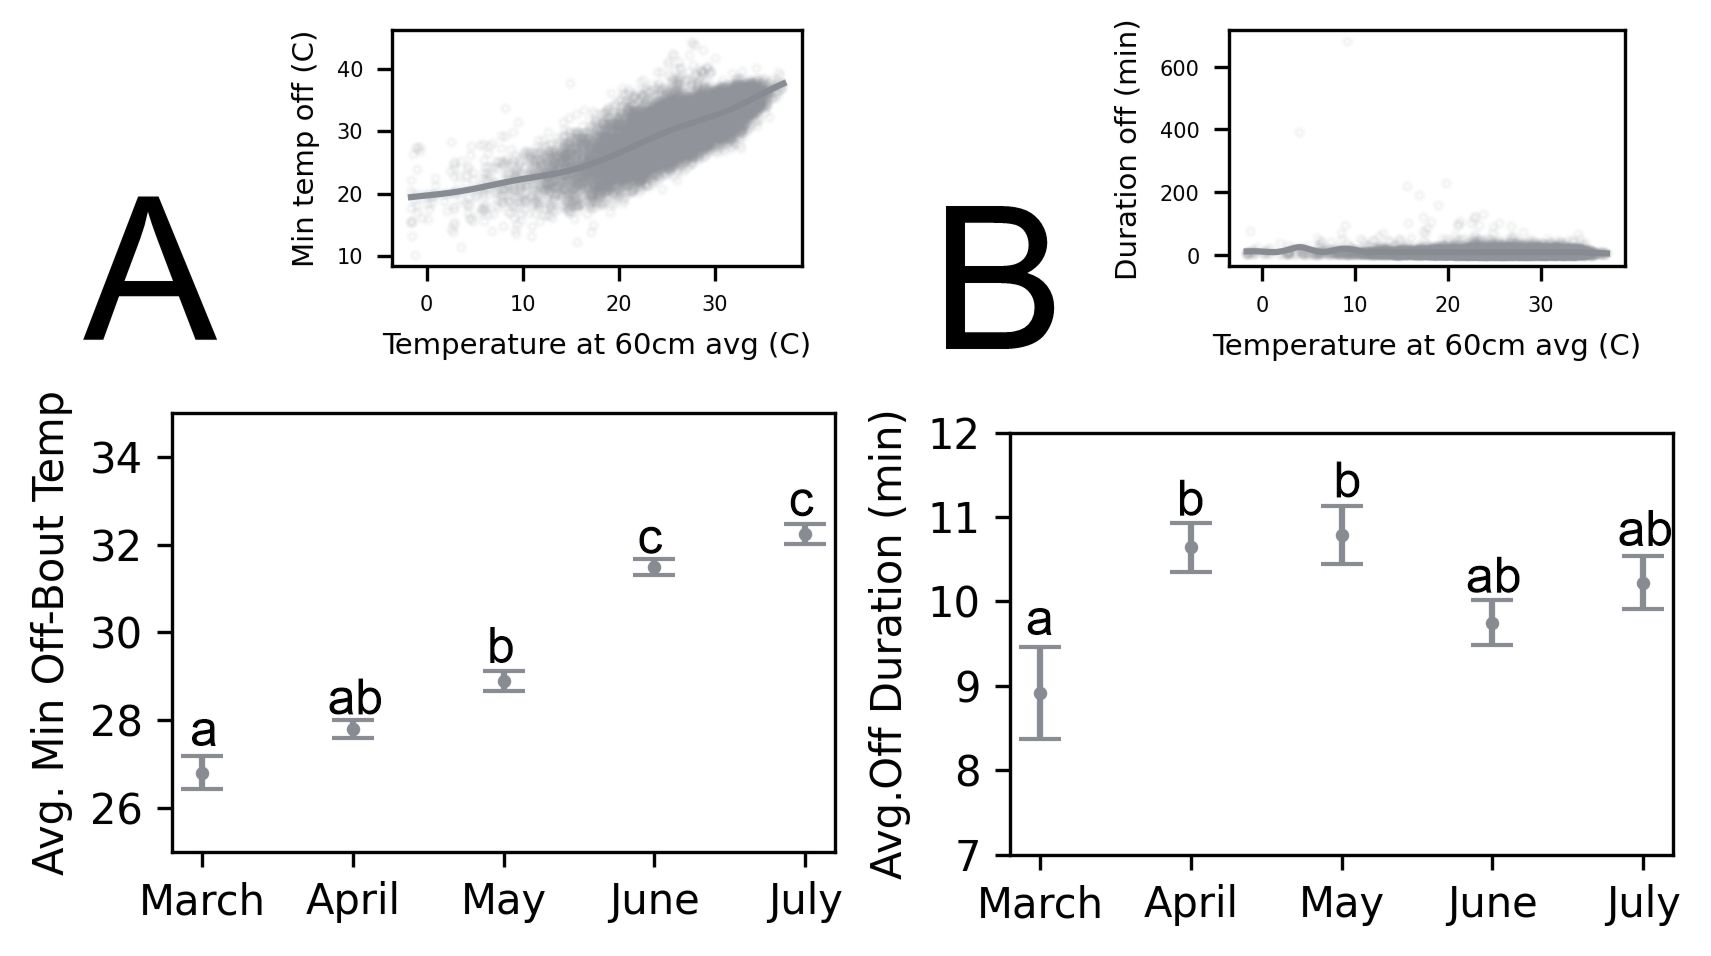 A
Min temp off (C)
40
30
20
10
0 10 20 30
Temperature at 60cm avg (C)
B
Duration off (min)
600
400
200
0
0 10 20 30
Temperature at 60cm avg (C)
Avg. Min Off-Bout Temp
34
32
30
28
26
a
ab
b
c
c
March April May June July
Avg.Off Duration (min)
12
11
10
9
8
7
a
b
b
ab
ab
March April May June July